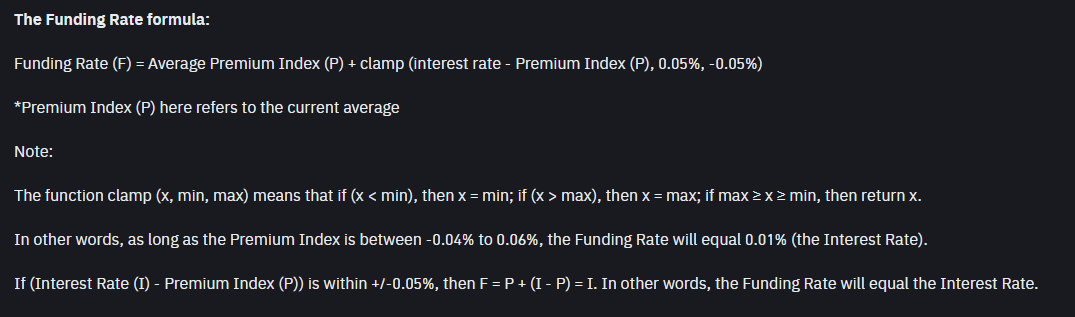 The Funding Rate formula:
Funding Rate (F) = Average Premium Index (P) + clamp (interest rate - Premium Index (P), 0.05%, -0.05%)
*Premium Index (P) here refers to the current average
Note:
The function clamp (x, min, max) means that if (x < min), then x = min; if (x > max), then x = max; if max ≥ x ≥ min, then return x.
In other words, as long as the Premium Index is between -0.04% to 0.06%, the Funding Rate will equal 0.01% (the Interest Rate).
If (Interest Rate (I) - Premium Index (P)) is within +/-0.05%, then F = P + (I - P) = I. In other words, the Funding Rate will equal the Interest Rate.